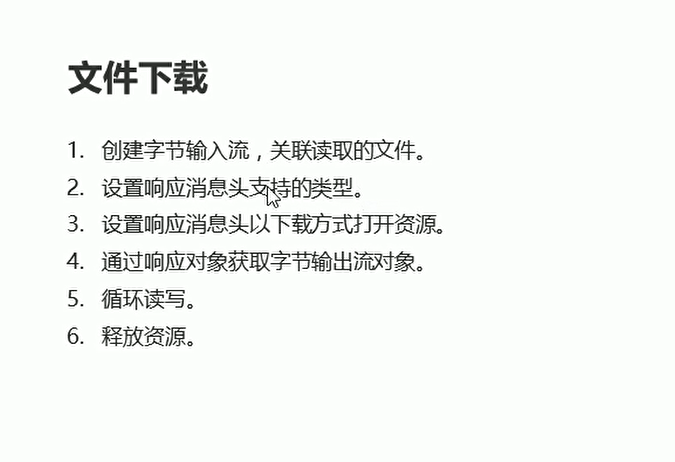 文件下载
1. 创建字节输入流，关联读取的文件。
2. 设置响应消息头支持的类型。
3. 设置响应消息头以下载方式打开资源。
4. 通过响应对象获取字节输出流对象。
5. 循环读写。
6. 释放资源。